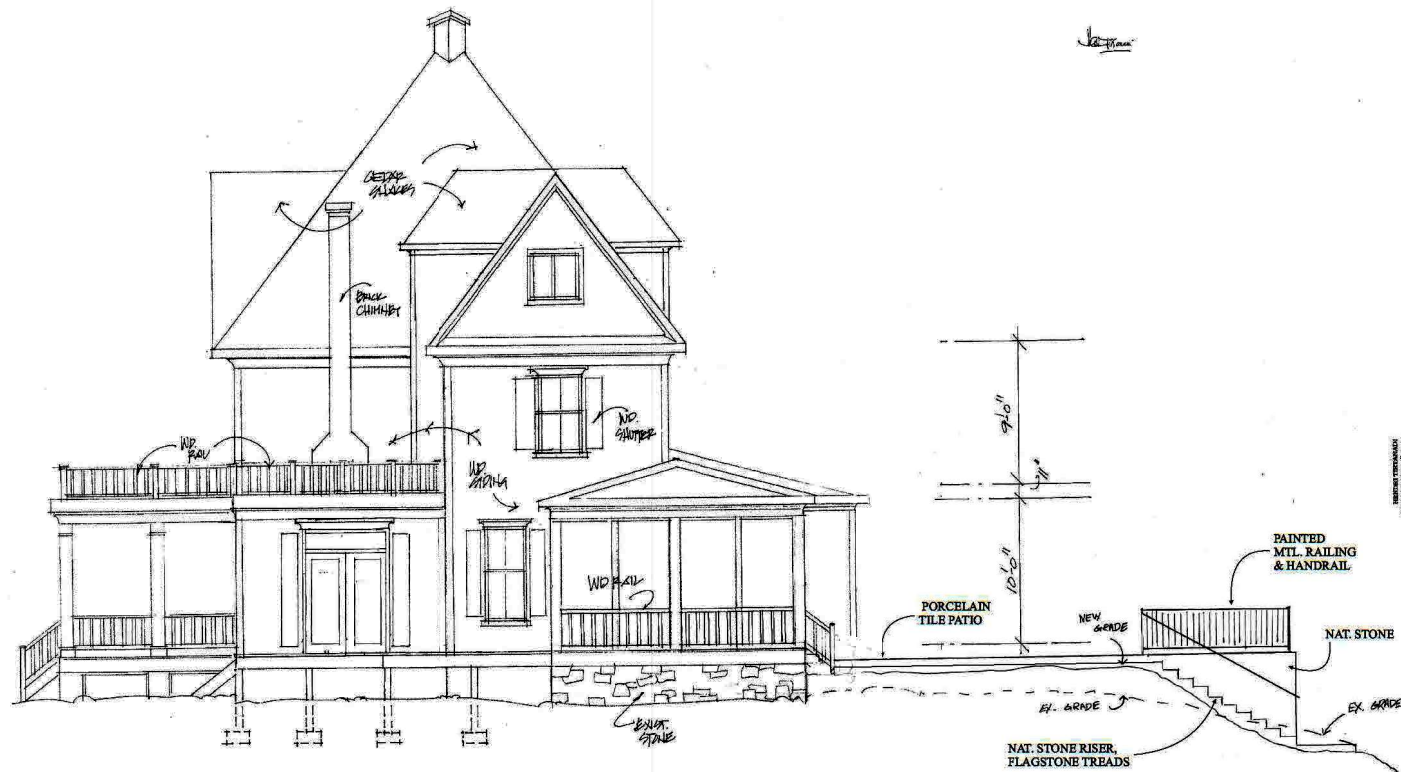 CEDAR
SHAKES
BRICK
CHIMNEY
WD.
RAIL
WD.
SHUTTER
WD.
SIDING
WD RAIL
EXIST.
STONE
9'-0"
10'-0"
PORCELAIN
TILE PATIO
NEW
GRADE
EX. GRADE
PAINTED
MTL. RAILING
& HANDRAIL
NAT. STONE
EX. GRADE
NAT. STONE RISER,
FLAGSTONE TREADS